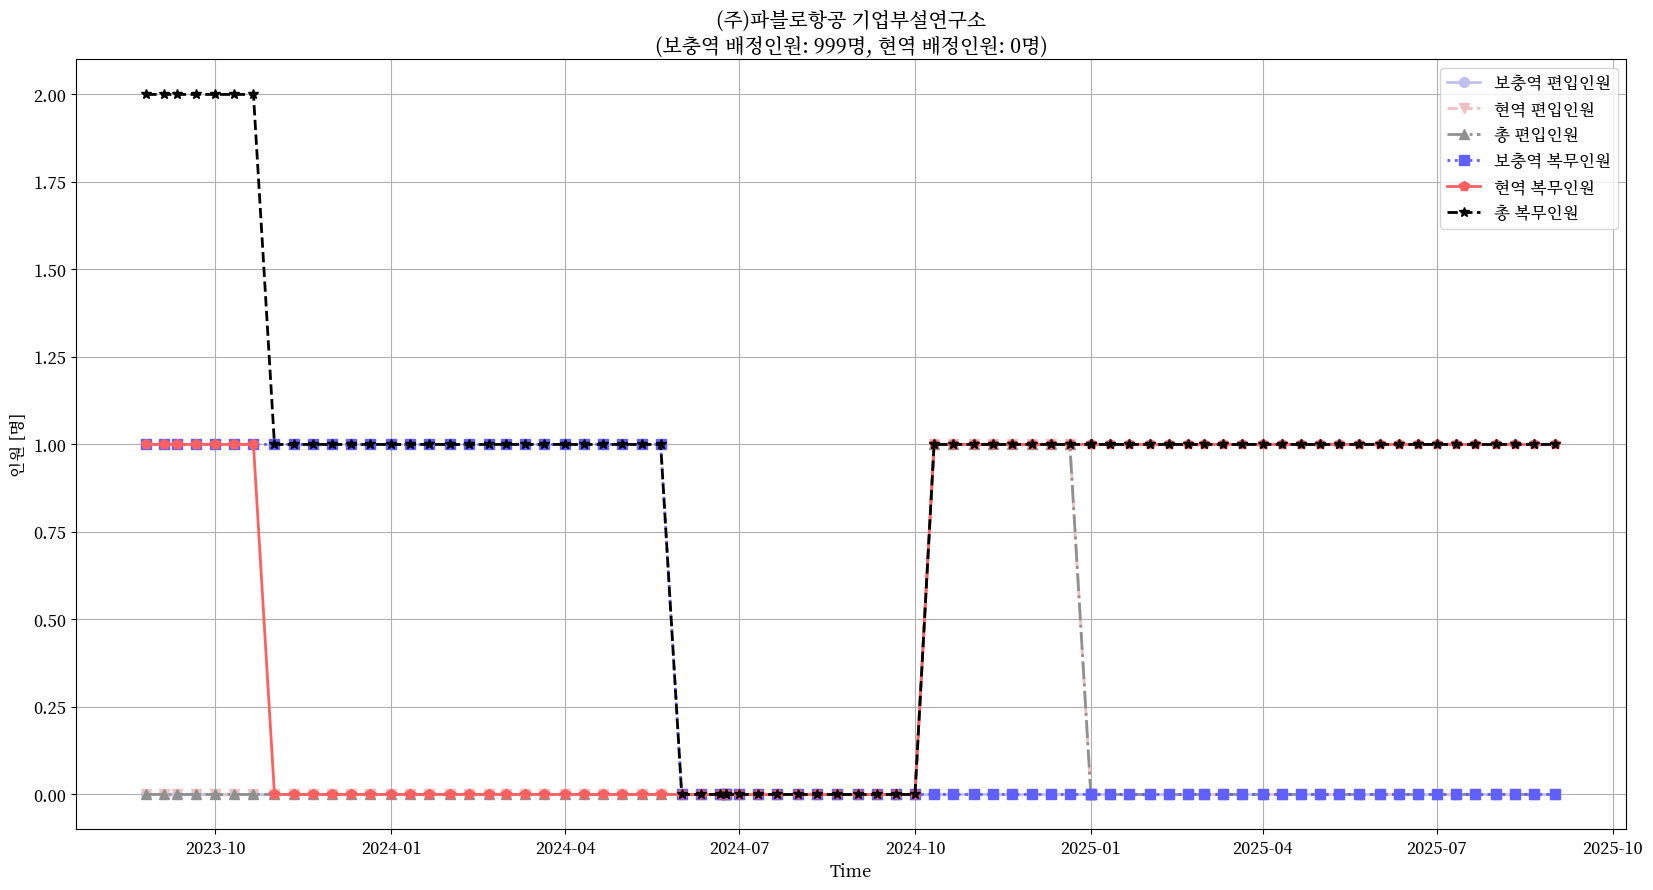 (주)파블로항공 기업부설연구소
(보충역 배정인원: 999명, 현역 배정인원: 0명)
보충역 편입인원
현역 편입인원
총 편입인원
보충역 복무인원
현역 복무인원
총 복무인원
2.00
1.75
1.50
1.25
1.00
0.75
0.50
0.25
0.00
인원 [명]
2023-10 2024-01 2024-04 2024-07 2024-10 2025-01 2025-04 2025-07 2025-10
Time